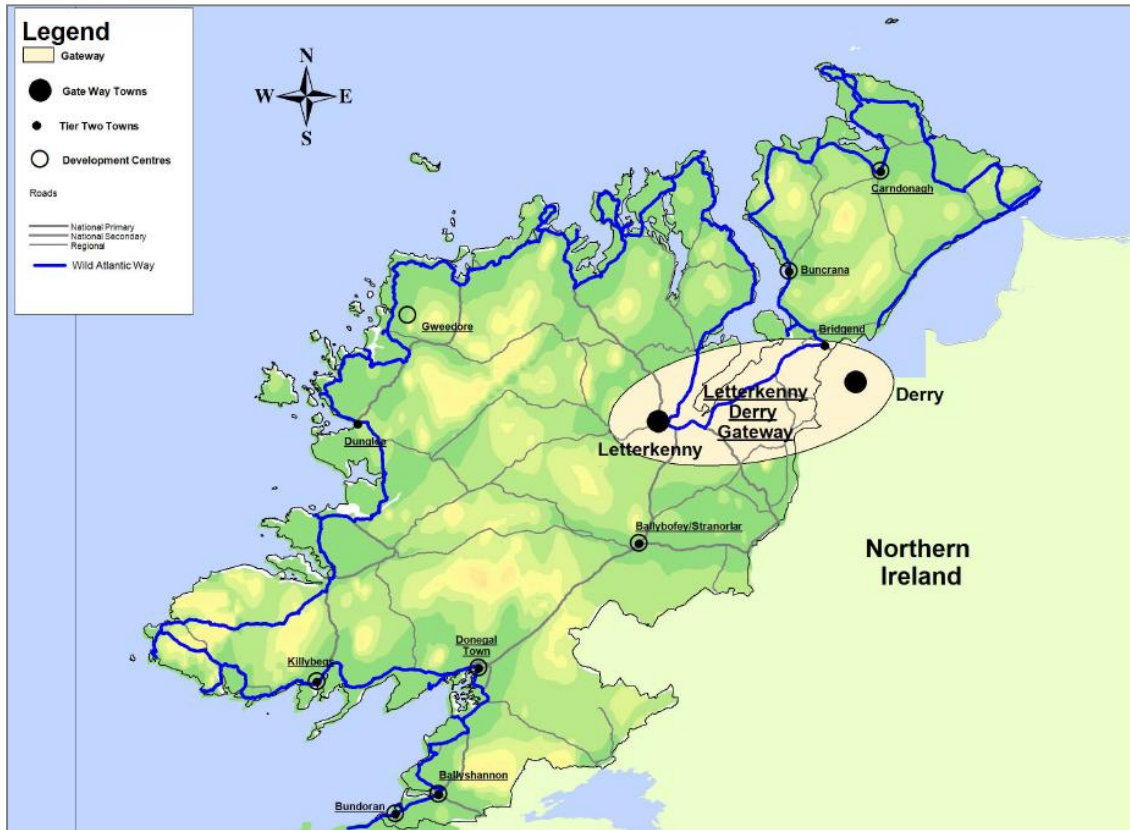 Legend
Gateway
Gate Way Towns
Tier Two Towns
Development Centres
Roads
National Primary
National Secondary
Regional
Wild Atlantic Way
N
W E
S
Carndonagh
Buncrana
Bridgend
Gweedore
Letterkenny
Derry
Gateway
Derry
Dungloe
Letterkenny
Ballybofey/Stranorlar
Northern
Ireland
Donegal
Town
Killybegs
Ballyshannon
Bundoran